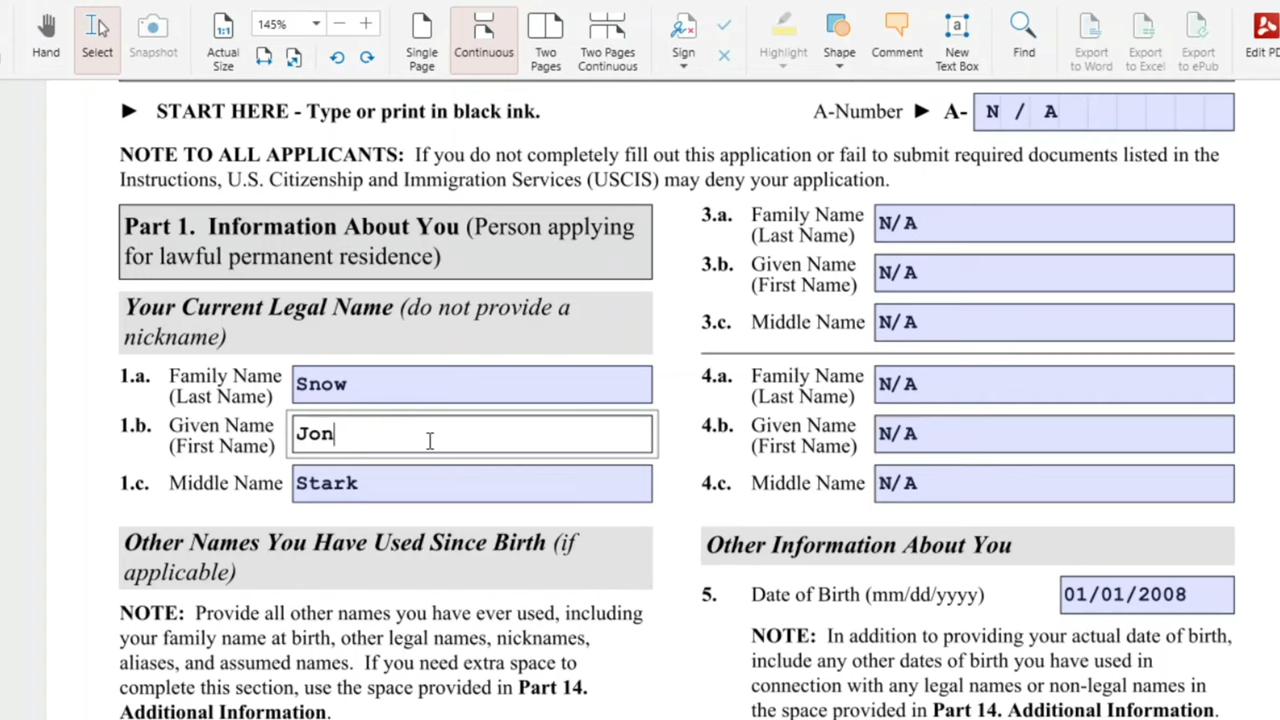 145%
Hand
Select
Snapshot
Actual
Size
Single
Page
Continuous
Two
Pages
Two Pages
Continuous
Sign
Highlight
Shape
Comment
New
Text Box
Find
Export
to Word
Export
to Excel
Export
to ePub
Edit PD
► START HERE - Type or print in black ink.
A-Number ► A- N / A
NOTE TO ALL APPLICANTS: If you do not completely fill out this application or fail to submit required documents listed in the
Instructions, U.S. Citizenship and Immigration Services (USCIS) may deny your application.
Part 1. Information About You (Person applying
for lawful permanent residence)
Your Current Legal Name (do not provide a
nickname)
1.a. Family Name
(Last Name)
Snow
1.b. Given Name
(First Name)
Jon
1.c. Middle Name Stark
Other Names You Have Used Since Birth (if
applicable)
NOTE: Provide all other names you have ever used, including
your family name at birth, other legal names, nicknames,
aliases, and assumed names. If you need extra space to
complete this section, use the space provided in Part 14.
Additional Information.
3.a. Family Name
(Last Name)
N/A
3.b. Given Name
(First Name)
N/A
3.c. Middle Name N/A
4.a. Family Name
(Last Name)
N/A
4.b. Given Name
(First Name)
N/A
4.c. Middle Name N/A
Other Information About You
5. Date of Birth (mm/dd/yyyy) 01/01/2008
NOTE: In addition to providing your actual date of birth,
include any other dates of birth you have used in
connection with any legal names or non-legal names in
the space provided in Part 14. Additional Information.